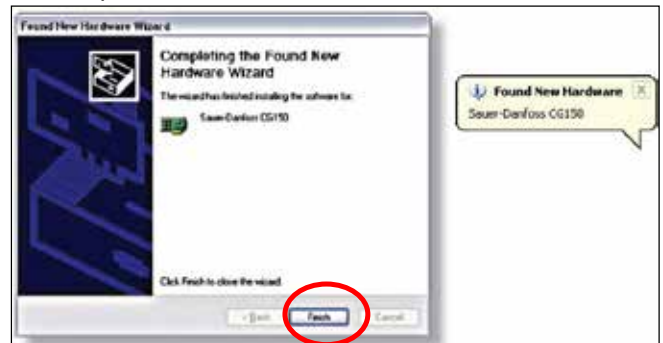 Found New Hardware Wizard
Completing the Found New
Hardware Wizard
The wizard has finished installing the software for:
Sauer-Danfoss CG150
Click Finish to close the wizard.
< Back
Finish
Cancel
Found New Hardware
Sauer-Danfoss CG150